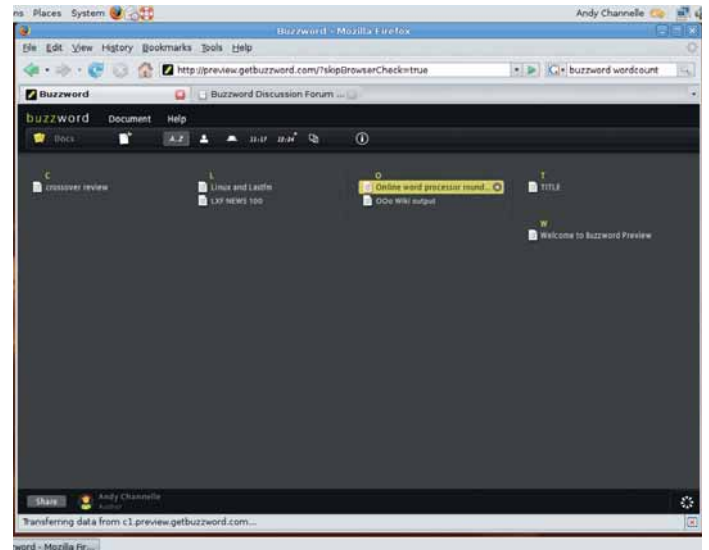 ns Places System Andy Channelle
Buzzword - Mozilla Firefox
File Edit View History Bookmarks Tools Help
http://preview.getbuzzword.com/?skipBrowserCheck=true buzzword wordcount
Buzzword Buzzword Discussion Forum ...
buzzword Document Help
Docs A..Z
C L O T
crossover review Linux and Lastfm Online word processor round... TITLE
LXF NEWS 100 OOo Wiki output
W
Welcome to Buzzword Preview
Share Andy Channelle
Author
Transferring data from c1.preview.getbuzzword.com...
word - Mozilla Fir...